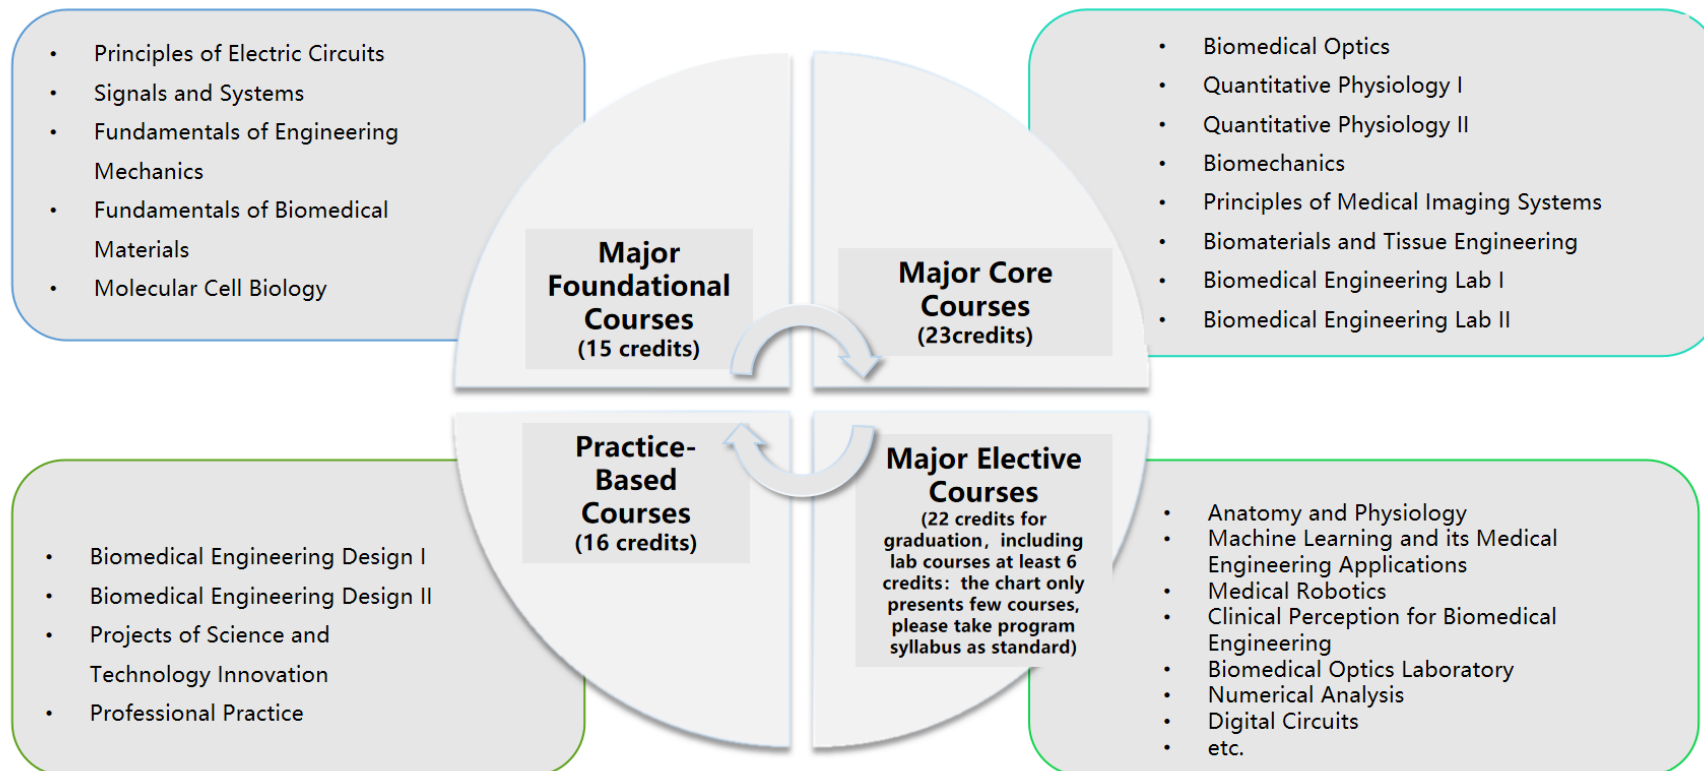 • Principles of Electric Circuits
• Signals and Systems
• Fundamentals of Engineering
Mechanics
• Fundamentals of Biomedical
Materials
• Molecular Cell Biology
Major
Foundational
Courses
(15 credits)
Major Core
Courses
(23credits)
• Biomedical Optics
• Quantitative Physiology I
• Quantitative Physiology II
• Biomechanics
• Principles of Medical Imaging Systems
• Biomaterials and Tissue Engineering
• Biomedical Engineering Lab I
• Biomedical Engineering Lab II
• Biomedical Engineering Design I
• Biomedical Engineering Design II
• Projects of Science and
Technology Innovation
• Professional Practice
Practice-
Based
Courses
(16 credits)
Major Elective
Courses
(22 credits for
graduation, including
lab courses at least 6
credits: the chart only
presents few courses,
please take program
syllabus as standard)
• Anatomy and Physiology
• Machine Learning and its Medical
Engineering Applications
• Medical Robotics
• Clinical Perception for Biomedical
Engineering
• Biomedical Optics Laboratory
• Numerical Analysis
• Digital Circuits
• etc.